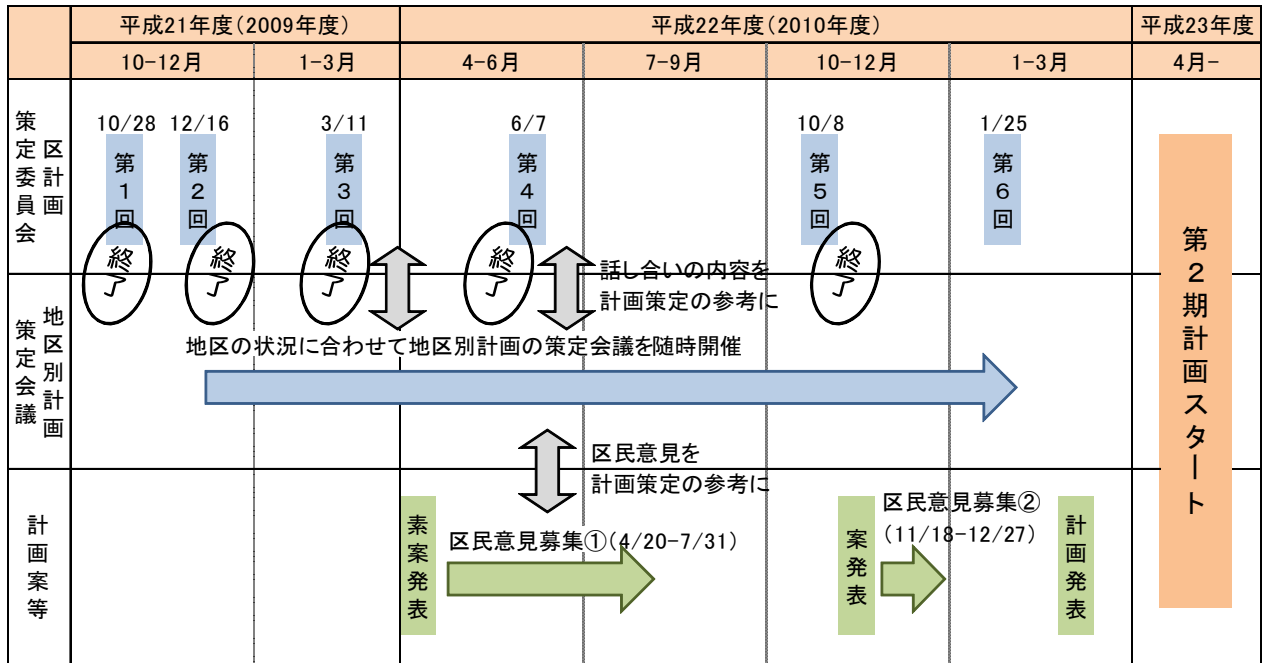 平成21年度(2009年度)
平成22年度(2010年度)
平成23年度
10-12月
1-3月
4-6月
7-9月
10-12月
1-3月
4月-
区計画
策定委員会
10/28
12/16
3/11
6/7
10/8
1/25
第1回
第2回
第3回
第4回
第5回
第6回
終了
終了
終了
終了
終了
話し合いの内容を
計画策定の参考に
地区別計画
策定会議
地区の状況に合わせて地区別計画の策定会議を随時開催
区民意見を
計画策定の参考に
計画案等
素案発表
区民意見募集①(4/20-7/31)
案発表
区民意見募集②
(11/18-12/27)
計画発表
第2期計画スタート